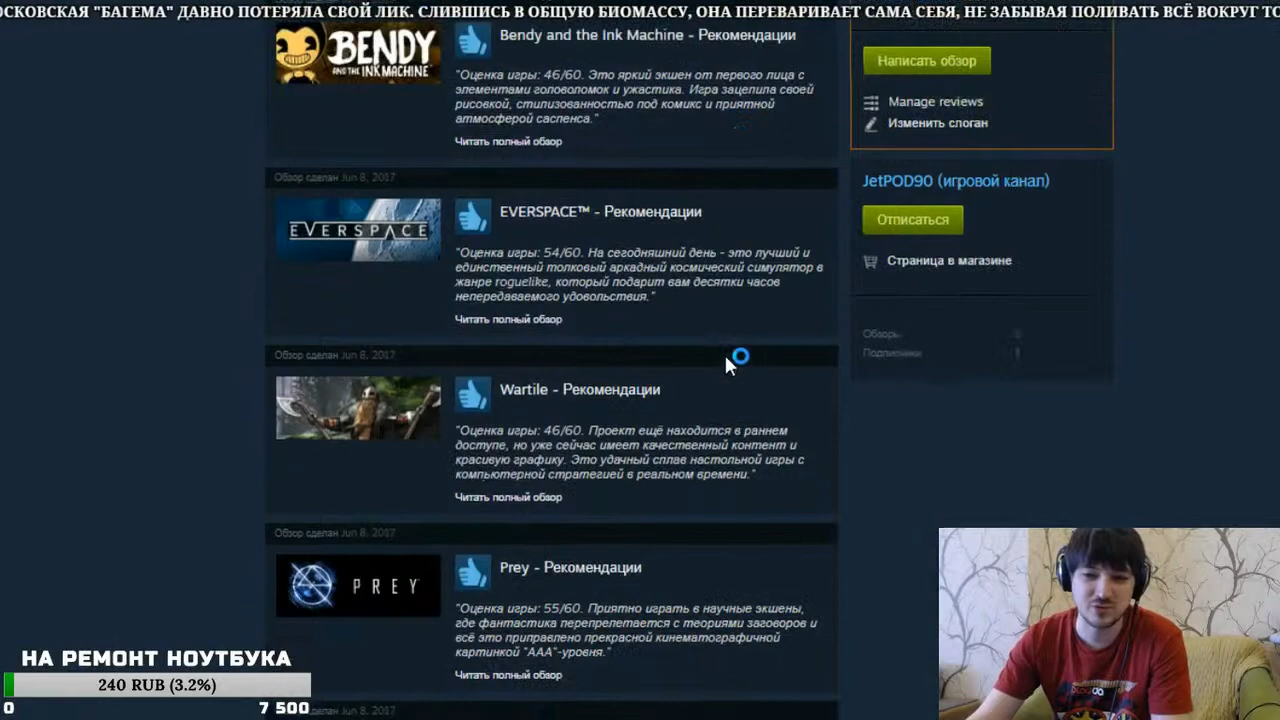 ОСКОВСКАЯ "БАГЕМА" ДАВНО ПОТЕРЯЛА СВОЙ ЛИК. СЛИВШИСЬ В ОБЩУЮ БИОМАССУ, ОНА ПЕРЕВАРИВАЕТ САМА СЕБЯ, НЕ ЗАБЫВАЯ ПОЛИВАТЬ ВСЁ ВОКРУГ ТО
BENDY
AND THE INK MACHINE
Bendy and the Ink Machine - Рекомендации
"Оценка игры: 46/60. Это яркий экшен от первого лица с
элементами головоломок и ужастика. Игра зацепила своей
рисовкой, стилизованностью под комикс и приятной
атмосферой саспенса."
Читать полный обзор
Написать обзор
Manage reviews
Изменить слоган
Обзор сделан Jun 8, 2017
EVERSPACE
EVERSPACE™ - Рекомендации
"Оценка игры: 54/60. На сегодняшний день - это лучший и
единственный толковый аркадный космический симулятор в
жанре roguelike, который подарит вам десятки часов
непередаваемого удовольствия."
Читать полный обзор
JetPOD90 (игровой канал)
Отписаться
Страница в магазине
Обзоры
Подписчики
Обзор сделан Jun 8, 2017
Wartile - Рекомендации
"Оценка игры: 46/60. Проект ещё находится в раннем
доступе, но уже сейчас имеет качественный контент и
красивую графику. Это удачный сплав настольной игры с
компьютерной стратегией в реальном времени."
Читать полный обзор
Обзор сделан Jun 8, 2017
PREY
Prey - Рекомендации
"Оценка игры: 55/60. Приятно играть в научные экшены,
где фантастика перепрелетается с теориями заговоров и
всё это приправлено прекрасной кинематографичной
картинкой "ААА"-уровня."
Читать полный обзор
сделан Jun 8, 2017
НА РЕМОНТ НОУТБУКА
240 RUB (3.2%)
0
7 500